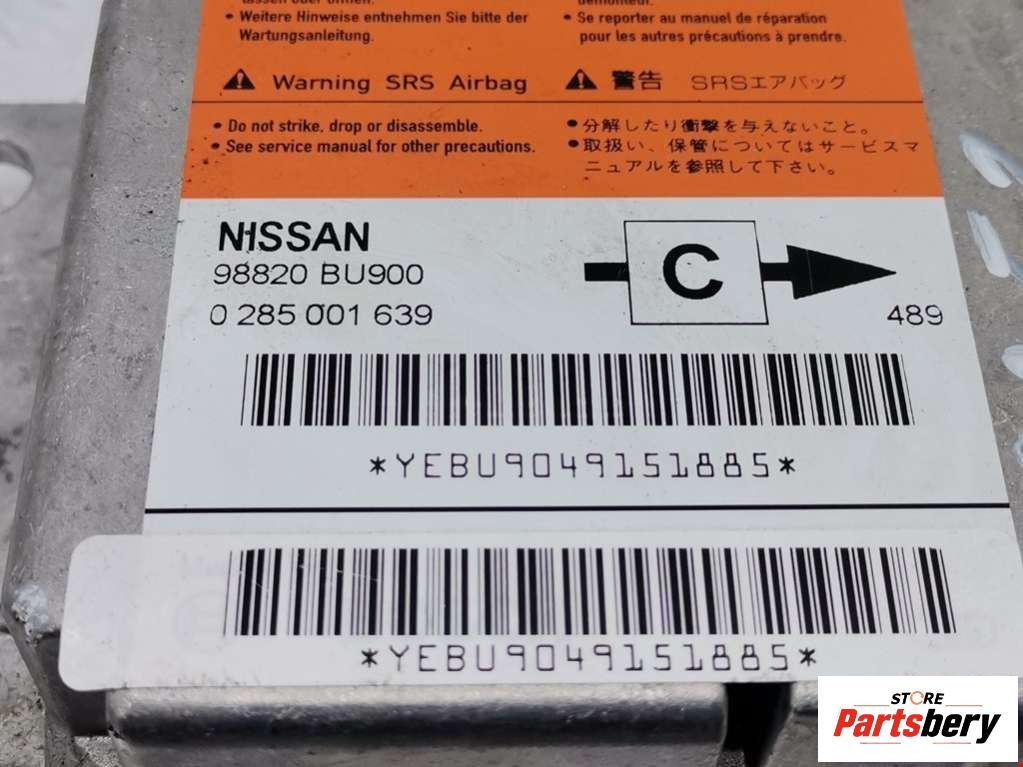 • Weitere Hinweise entnehmen Sie bitte der
Wartungsanleitung.
• Se reporter au manuel de réparation
pour les autres précautions à prendre.
Warning SRS Airbag
警告 SRSエアバッグ
• Do not strike, drop or disassemble.
• See service manual for other precautions.
• 分解したり衝撃を与えないこと。
• 取扱い、保管についてはサービスマ
ニュアルを参照して下さい。
NISSAN
98820 BU900
0 285 001 639
C
489
*YEBU9049151885*
*YEBU9049151885*
STORE
Partsbery